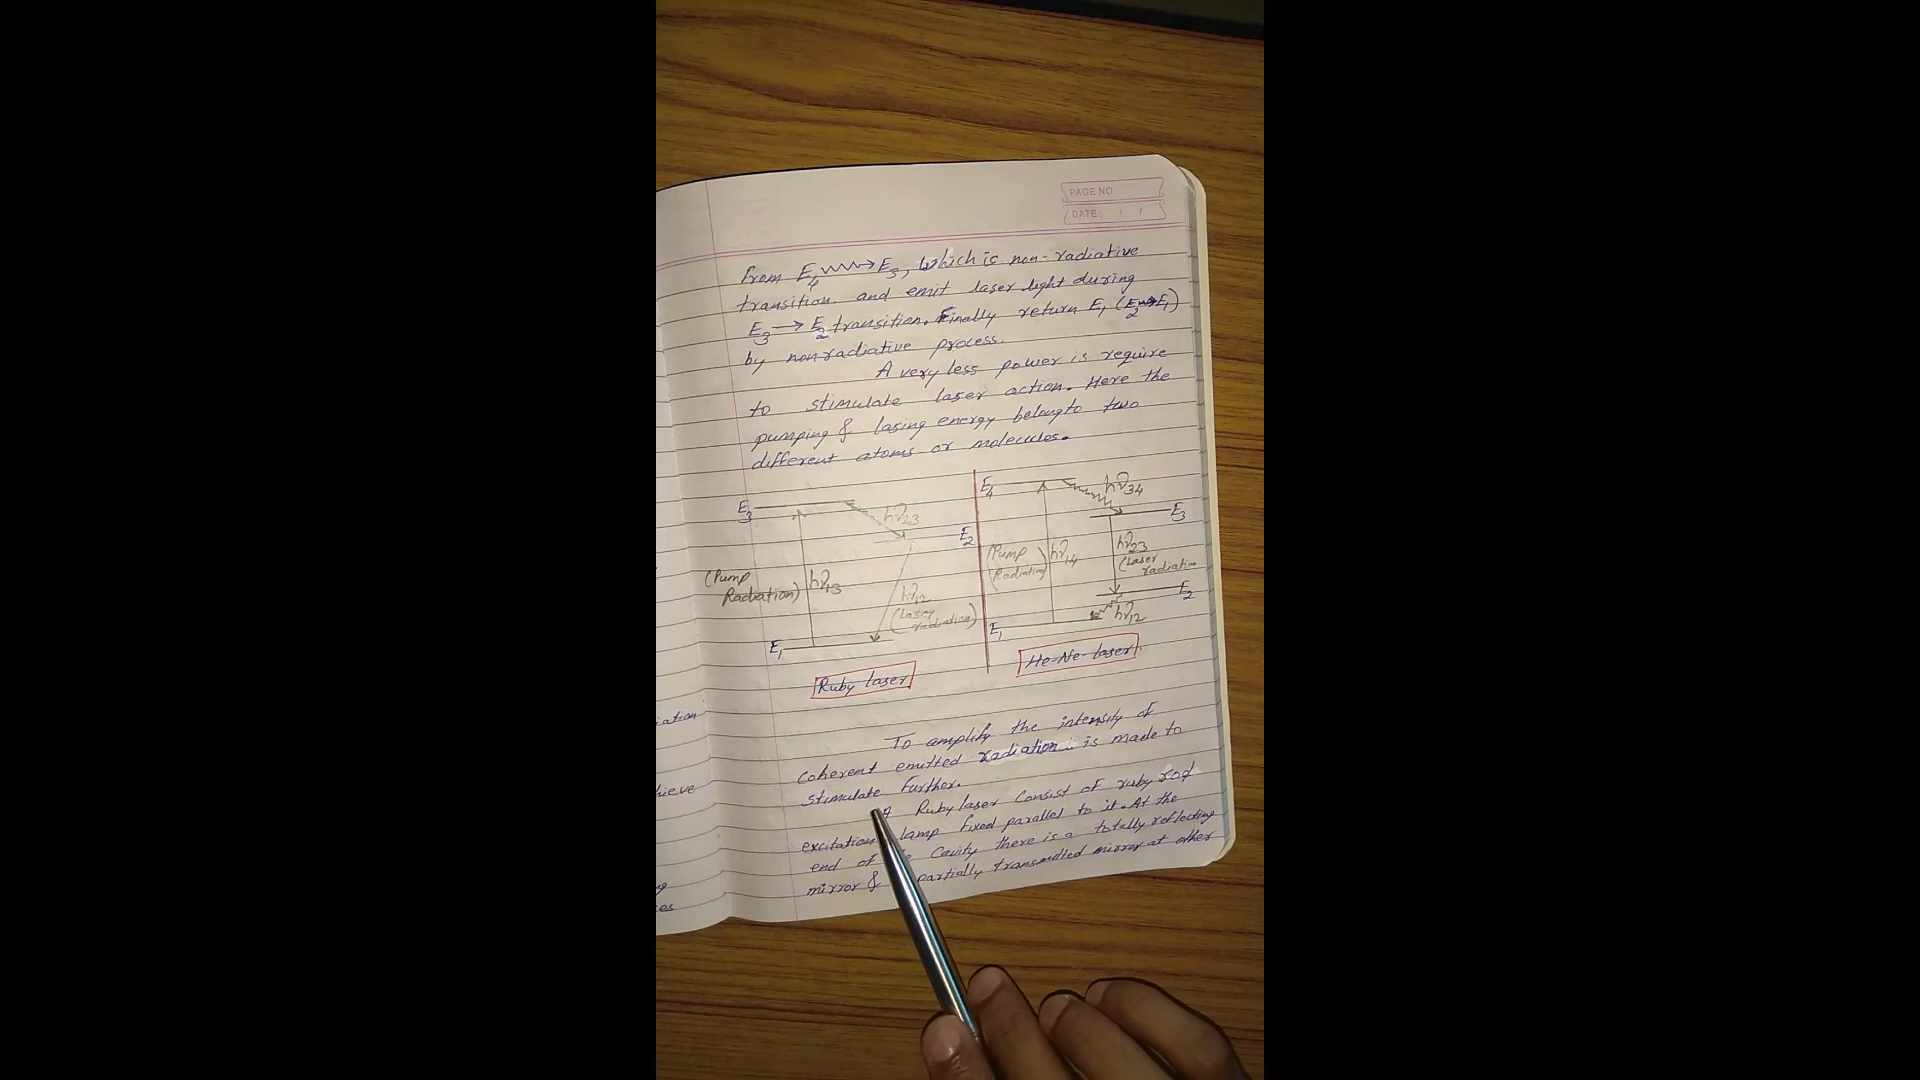 PAGE NO
DATE: / /
from E4 → E3, which is non-radiative
transition. and emit laser light during
E3 → E2 transition. Finally return E1 (E2→E1)
by non-radiative process.
A very less power is require
to stimulate laser action. Here the
pumping & lasing energy belong to two
different atoms or molecules.
E3
hν23
E2
(Pump
Radiation)
hν13
hν12
(Laser
radiation)
E1
Ruby laser
E4
hν34
E3
(Pump
Radiation)
hν14
hν23
(Laser
radiation
E2
hν12
E1
He-Ne-laser
To amplify the intensity of
coherent emitted radiation is made to
stimulate further.
A Ruby laser consist of ruby rod
excitation lamp fixed parallel to it. At the
end of cavity there is a totally reflecting
mirror & partially transmitted mirror at other
iation
hieve
es